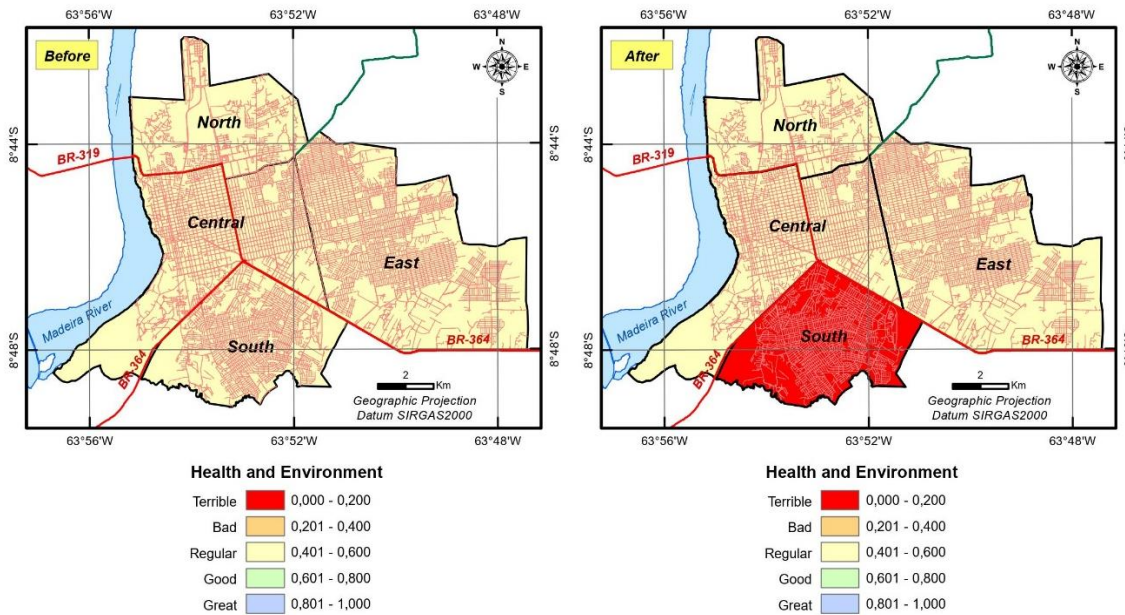 63°56'W 63°52'W 63°48'W
Before
N
W E
S
North
8°44'S
BR-319
Central
East
Madeira River
South
BR-364
BR-364
8°48'S
2
Km
Geographic Projection
Datum SIRGAS2000
63°56'W 63°52'W 63°48'W
Health and Environment
Terrible 0,000 - 0,200
Bad 0,201 - 0,400
Regular 0,401 - 0,600
Good 0,601 - 0,800
Great 0,801 - 1,000
63°56'W 63°52'W 63°48'W
After
N
W E
S
North
8°44'S
BR-319
Central
East
Madeira River
South
BR-364
BR-364
8°48'S
2
Km
Geographic Projection
Datum SIRGAS2000
63°56'W 63°52'W 63°48'W
Health and Environment
Terrible 0,000 - 0,200
Bad 0,201 - 0,400
Regular 0,401 - 0,600
Good 0,601 - 0,800
Great 0,801 - 1,000